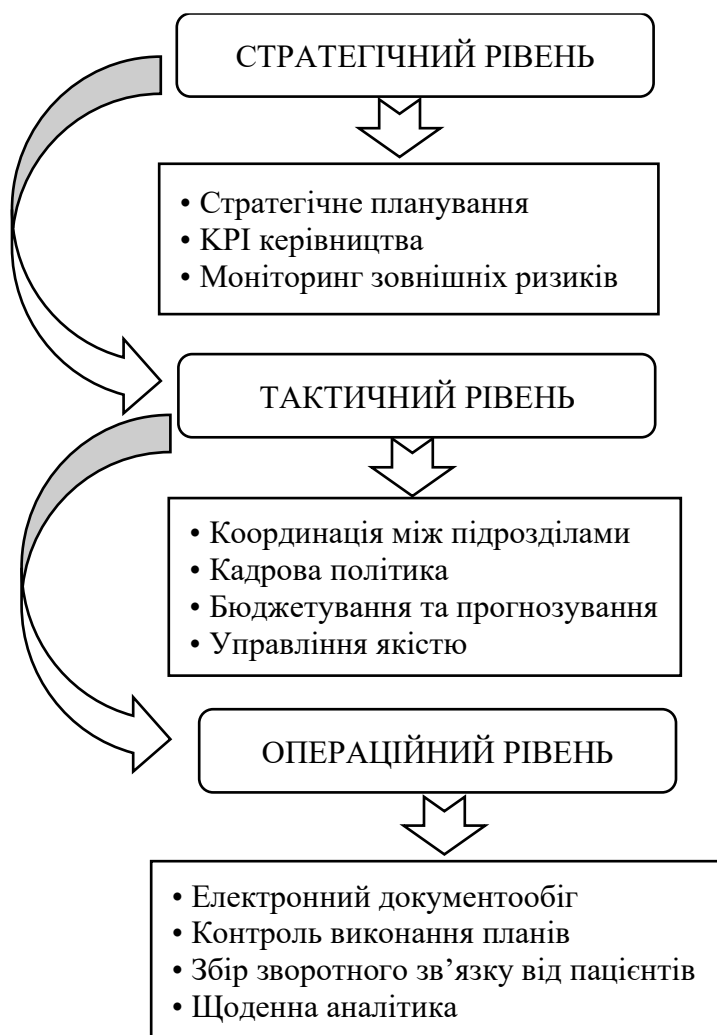 СТРАТЕГІЧНИЙ РІВЕНЬ
• Стратегічне планування
• KPI керівництва
• Моніторинг зовнішніх ризиків
ТАКТИЧНИЙ РІВЕНЬ
• Координація між підрозділами
• Кадрова політика
• Бюджетування та прогнозування
• Управління якістю
ОПЕРАЦІЙНИЙ РІВЕНЬ
• Електронний документообіг
• Контроль виконання планів
• Збір зворотного зв’язку від пацієнтів
• Щоденна аналітика